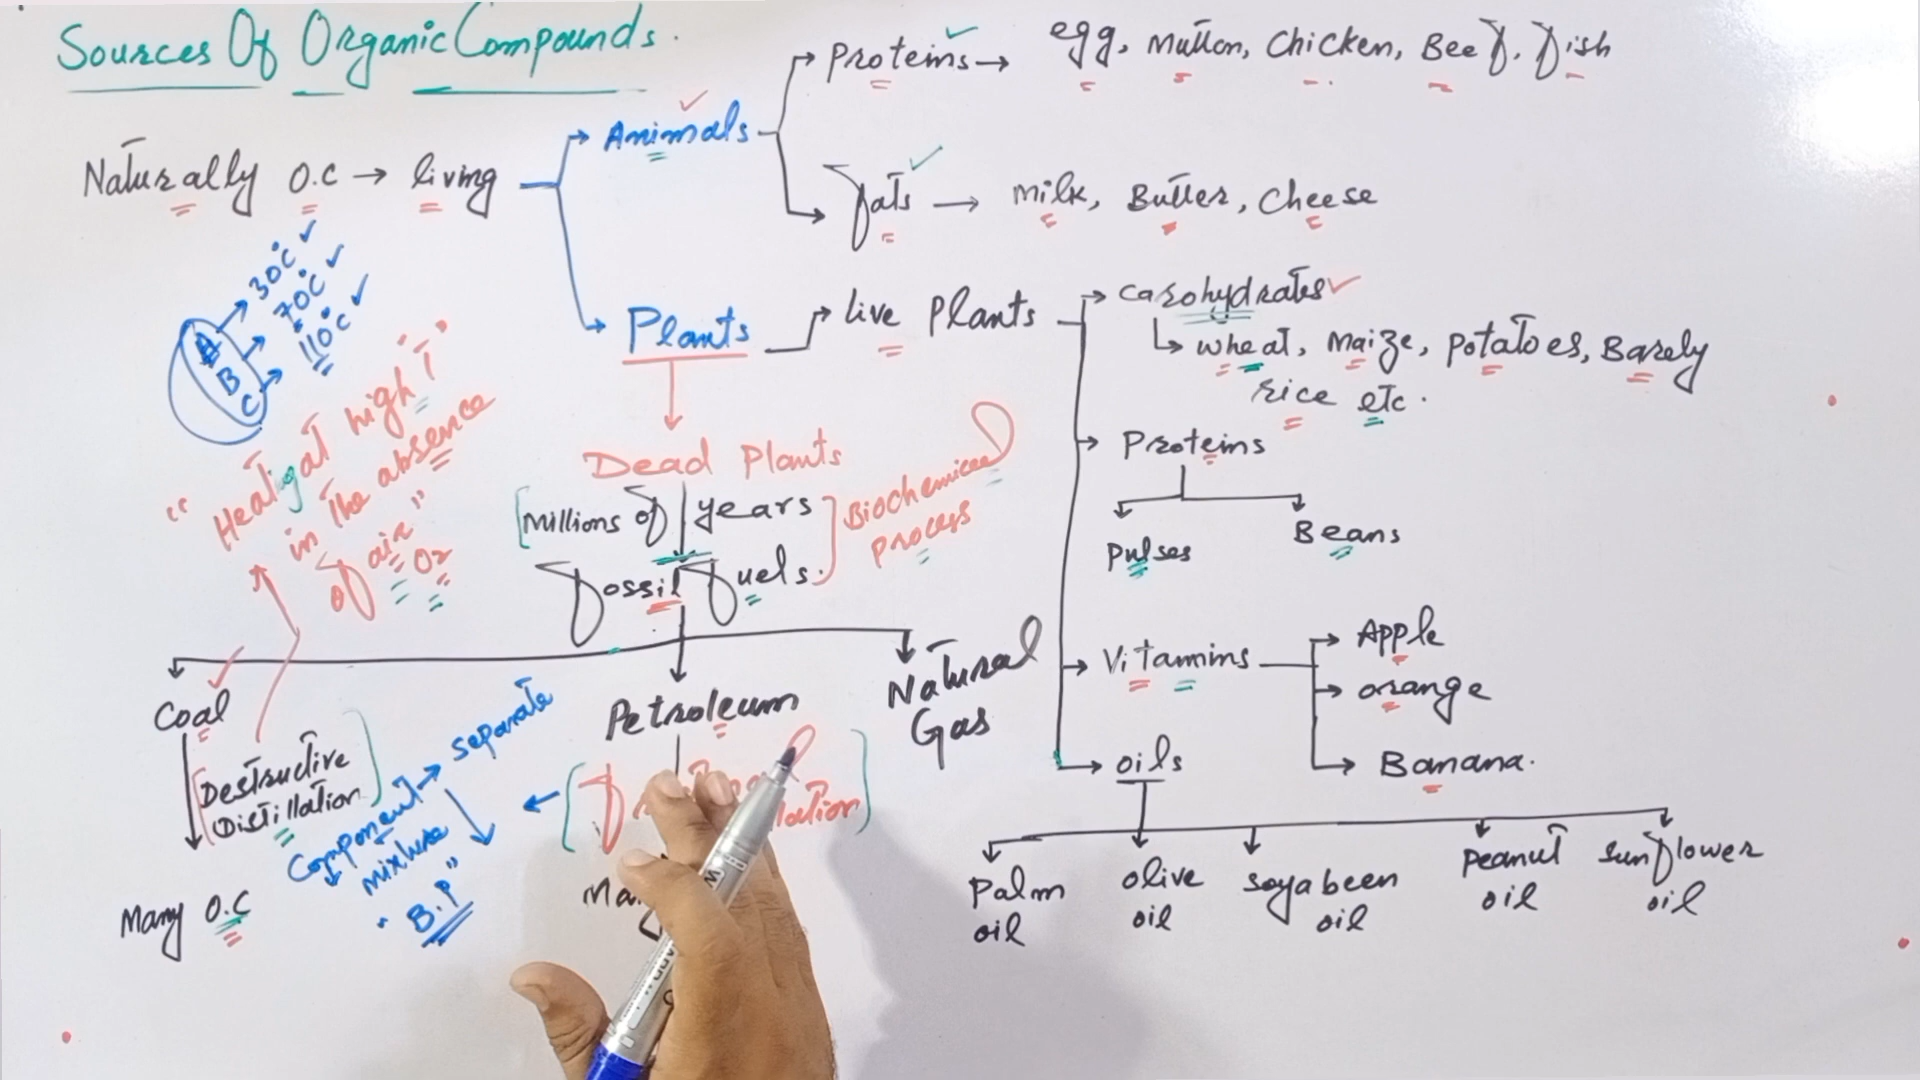 Sources Of Organic Compounds.
Naturally O.C → living
Animals
Proteins → egg, Mutton, Chicken, Beef, Fish
Fats → Milk, Butter, Cheese
Plants
live Plants
Carohydrates
wheat, Maize, Potatoes, Barely
rice etc.
Proteins
Pulses
Beans
Vitamins
Apple
orange
Banana.
oils
Palm oil
olive oil
Soyabeen oil
Peanut oil
sunflower oil
Dead Plants
[Millions of years
Fossil Fuels.
Biochemical
Process
Coal
Petroleum
Natural
Gas
Destructive
Distillation
Many O.C
A → 30°C
B → 70°C
C → 110°C
"Heating at high T
in the absence
of air"
Component → separate
mixture
"B.P"